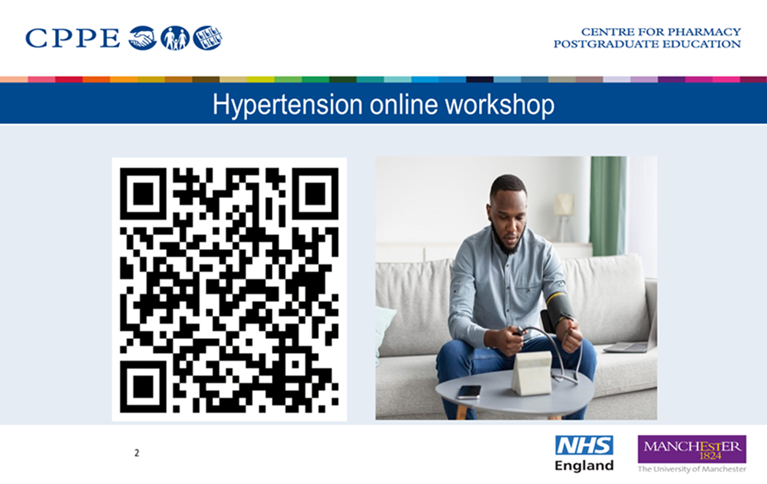 CPPE
CENTRE FOR PHARMACY
POSTGRADUATE EDUCATION
Hypertension online workshop
2
NHS
England
MANCHESTER
1824
The University of Manchester